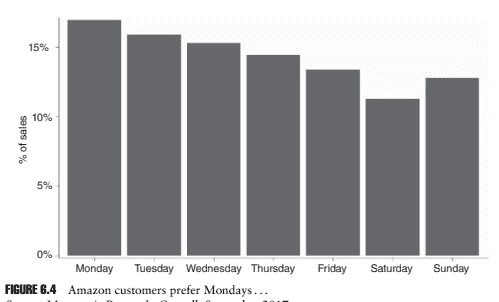 15%
10%
5%
0%
% of sales
Monday Tuesday Wednesday Thursday Friday Saturday Sunday
FIGURE 6.4 Amazon customers prefer Mondays...